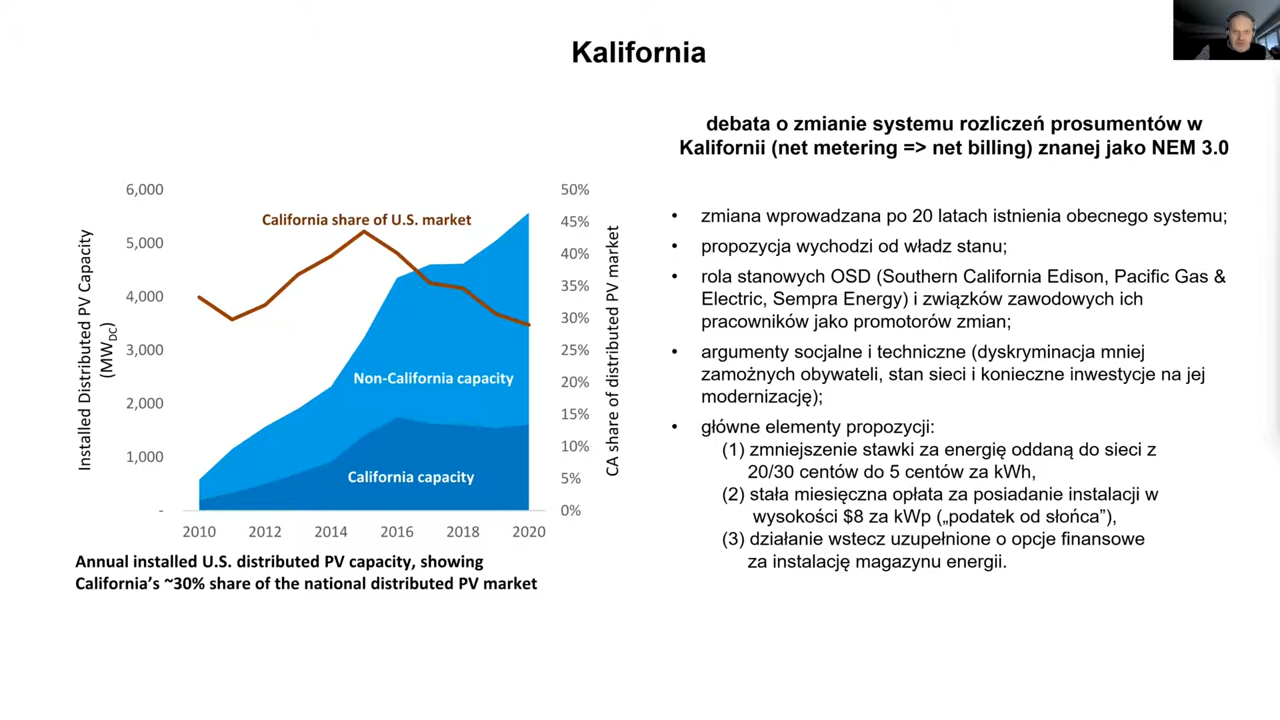 Kalifornia
debata o zmianie systemu rozliczeń prosumentów w
Kalifornii (net metering => net billing) znanej jako NEM 3.0
6,000
5,000
4,000
3,000
2,000
1,000
-
Installed Distributed PV Capacity
(MWDC)
California share of U.S. market
Non-California capacity
California capacity
50%
45%
40%
35%
30%
25%
20%
15%
10%
5%
0%
CA share of distributed PV market
2010 2012 2014 2016 2018 2020
Annual installed U.S. distributed PV capacity, showing
California's ~30% share of the national distributed PV market
• zmiana wprowadzana po 20 latach istnienia obecnego systemu;
• propozycja wychodzi od władz stanu;
• rola stanowych OSD (Southern California Edison, Pacific Gas &
Electric, Sempra Energy) i związków zawodowych ich
pracowników jako promotorów zmian;
• argumenty socjalne i techniczne (dyskryminacja mniej
zamożnych obywateli, stan sieci i konieczne inwestycje na jej
modernizację);
• główne elementy propozycji:
(1) zmniejszenie stawki za energię oddaną do sieci z
20/30 centów do 5 centów za kWh,
(2) stała miesięczna opłata za posiadanie instalacji w
wysokości $8 za kWp („podatek od słońca”),
(3) działanie wstecz uzupełnione o opcje finansowe
za instalację magazynu energii.